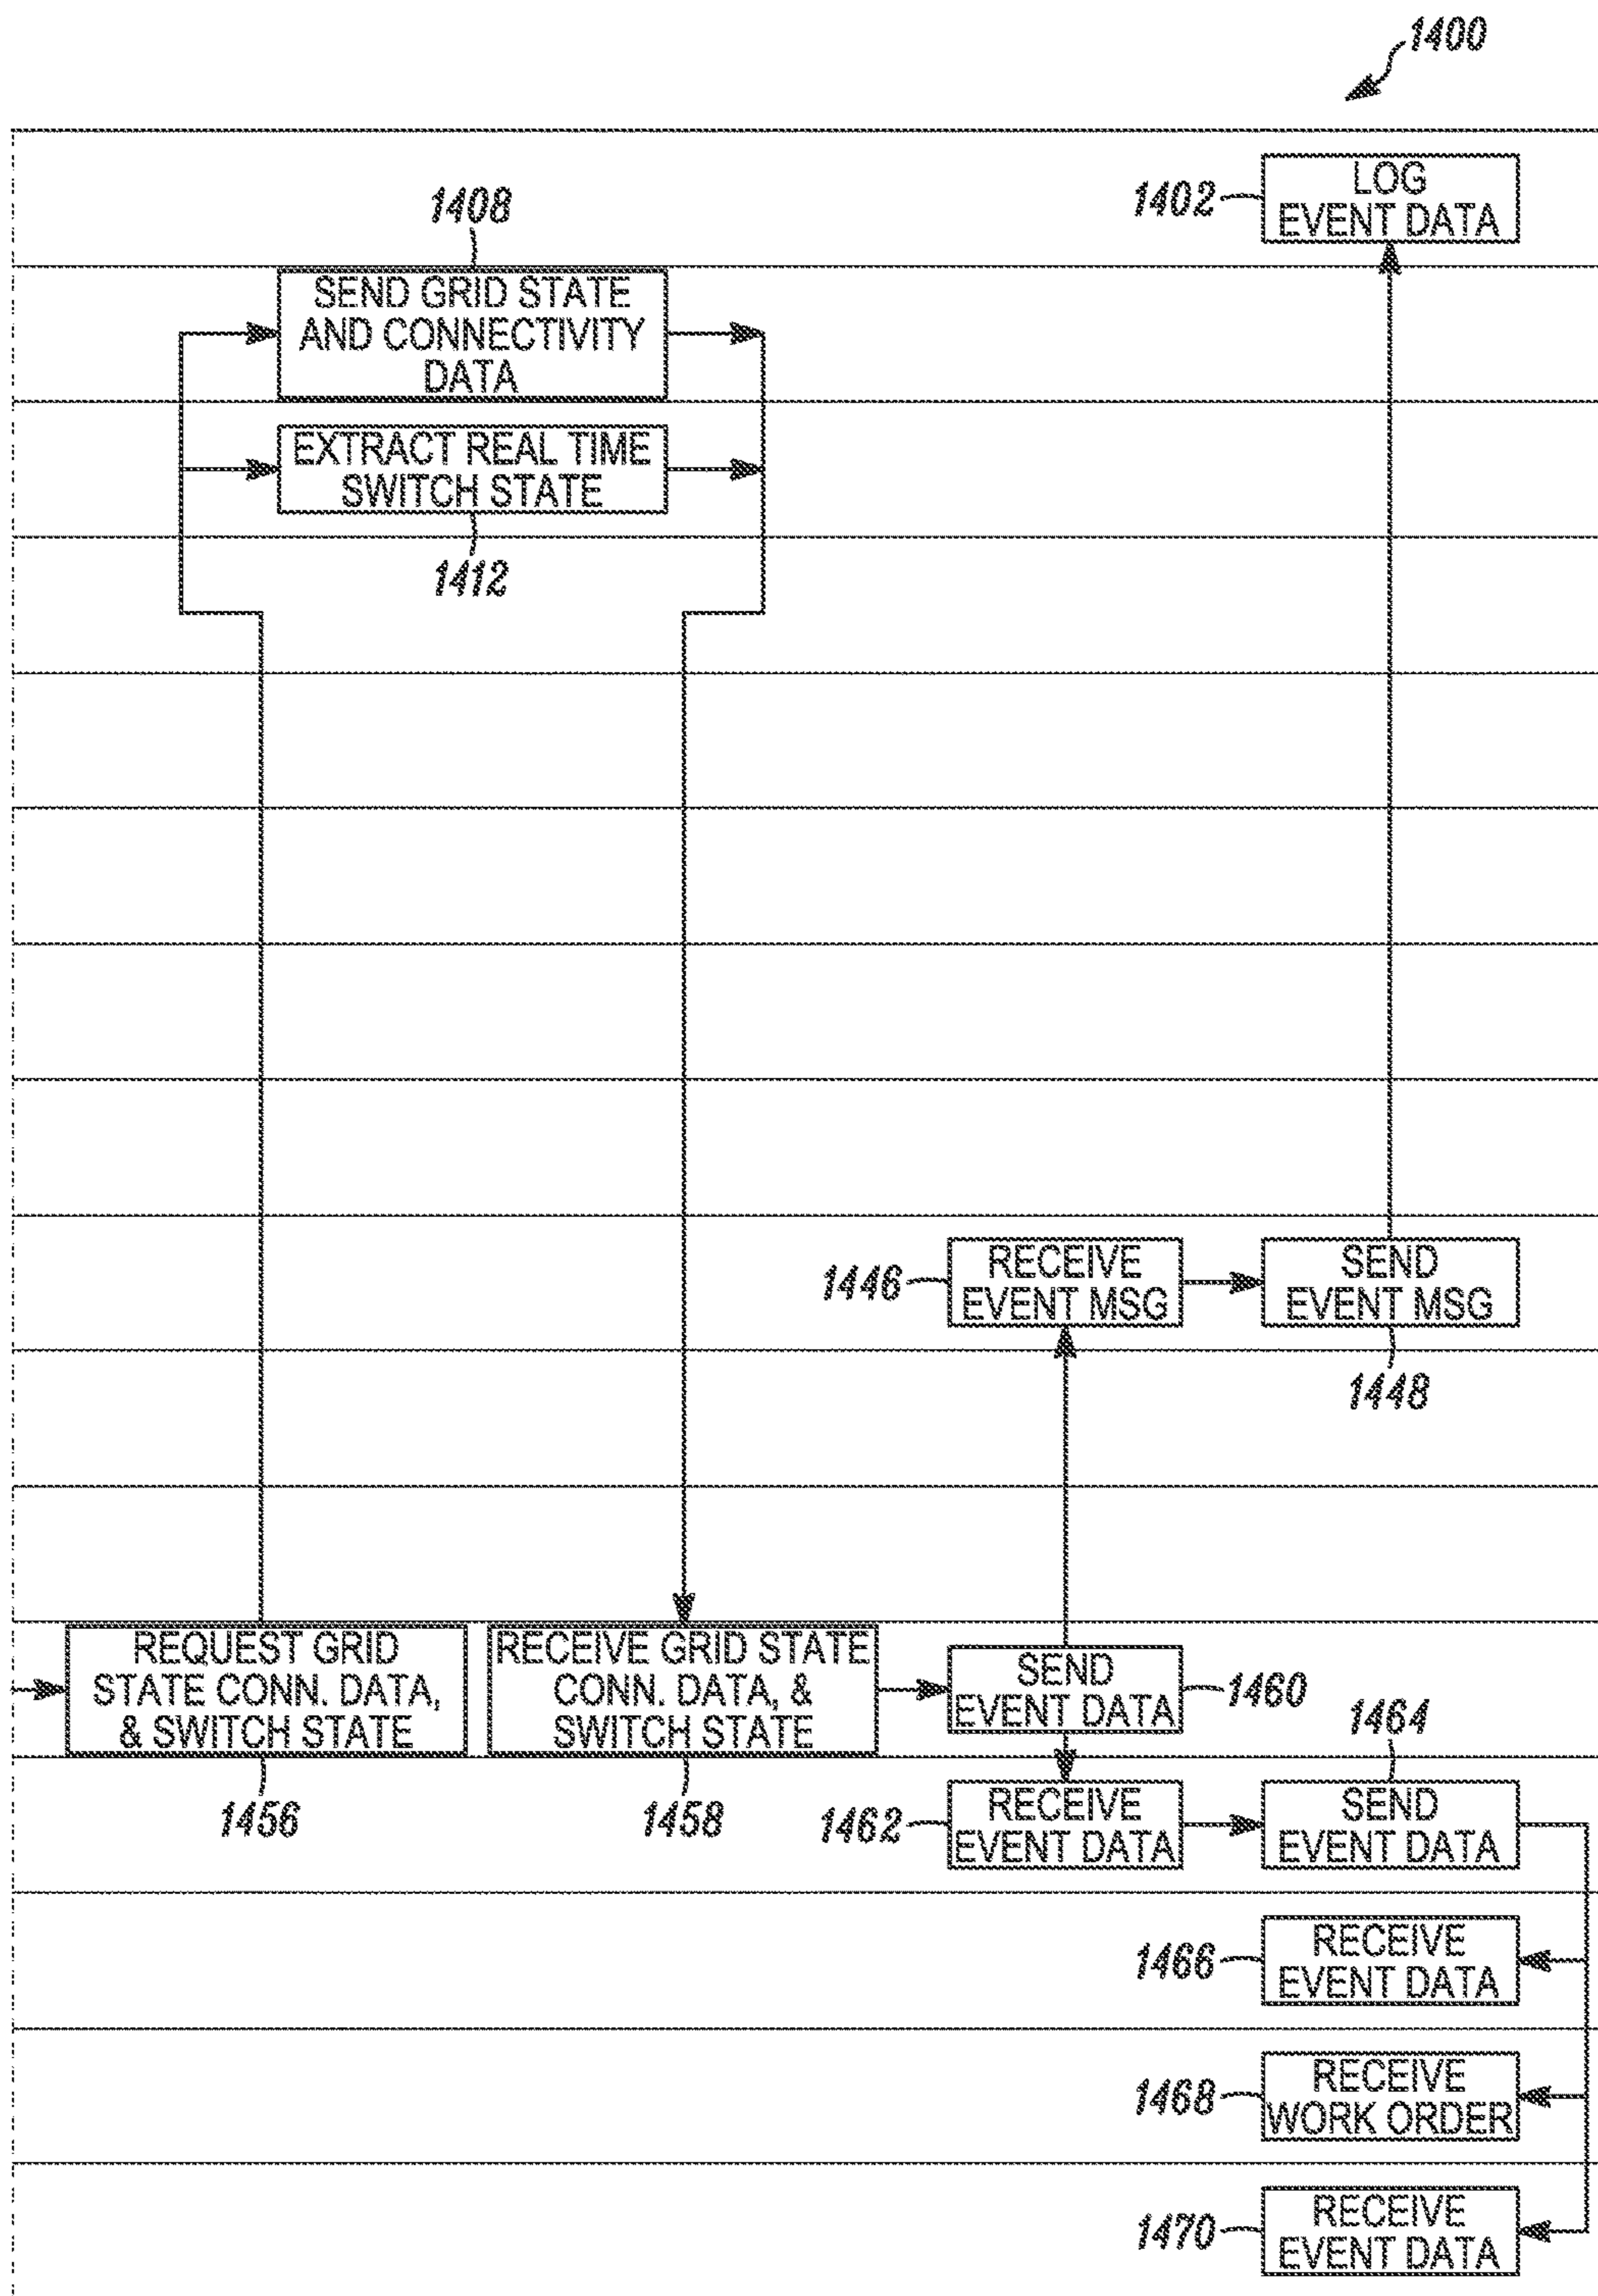 1400
1402
LOG
EVENT DATA
1408
SEND GRID STATE
AND CONNECTIVITY
DATA
EXTRACT REAL TIME
SWITCH STATE
1412
1446
RECEIVE
EVENT MSG
SEND
EVENT MSG
1448
REQUEST GRID
STATE CONN. DATA,
& SWITCH STATE
1456
RECEIVE GRID STATE
CONN. DATA, &
SWITCH STATE
1458
SEND
EVENT DATA
1460
1464
1462
RECEIVE
EVENT DATA
SEND
EVENT DATA
1466
RECEIVE
EVENT DATA
1468
RECEIVE
WORK ORDER
1470
RECEIVE
EVENT DATA